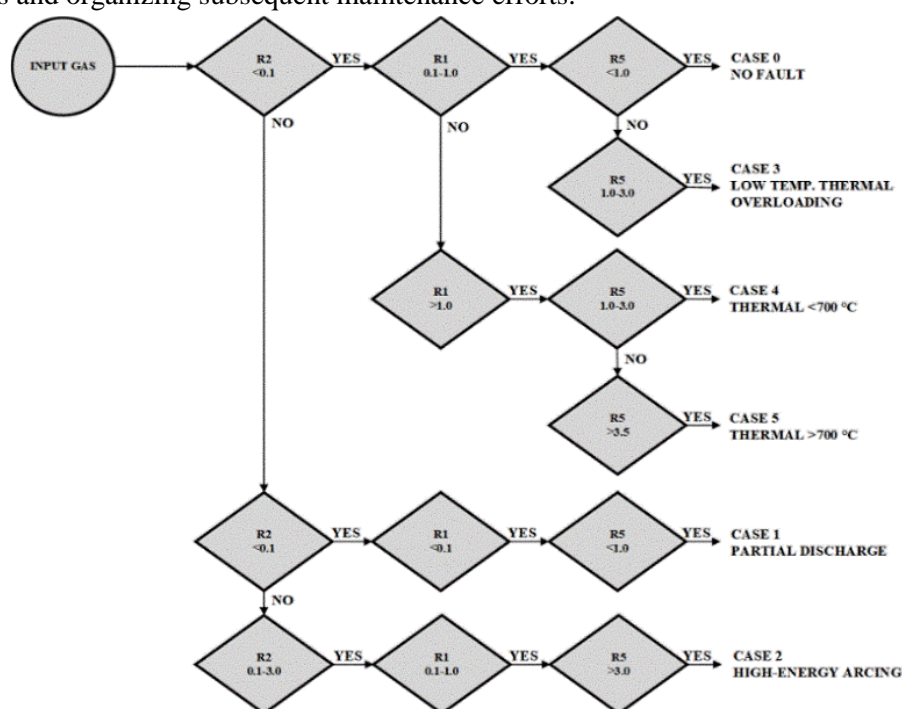 s and organizing subsequent maintenance efforts.
INPUT GAS
R2
<0.1
YES
R1
0.1-1.0
YES
R5
<1.0
YES
CASE 0
NO FAULT
NO
NO
NO
R5
1.0-3.0
YES
CASE 3
LOW TEMP. THERMAL
OVERLOADING
R1
>1.0
YES
R5
1.0-3.0
YES
CASE 4
THERMAL <700 °C
NO
R5
>3.5
YES
CASE 5
THERMAL >700 °C
R2
<0.1
YES
R1
<0.1
YES
R5
<1.0
YES
CASE 1
PARTIAL DISCHARGE
NO
R2
0.1-3.0
YES
R1
0.1-1.0
YES
R5
>3.0
YES
CASE 2
HIGH-ENERGY ARCING